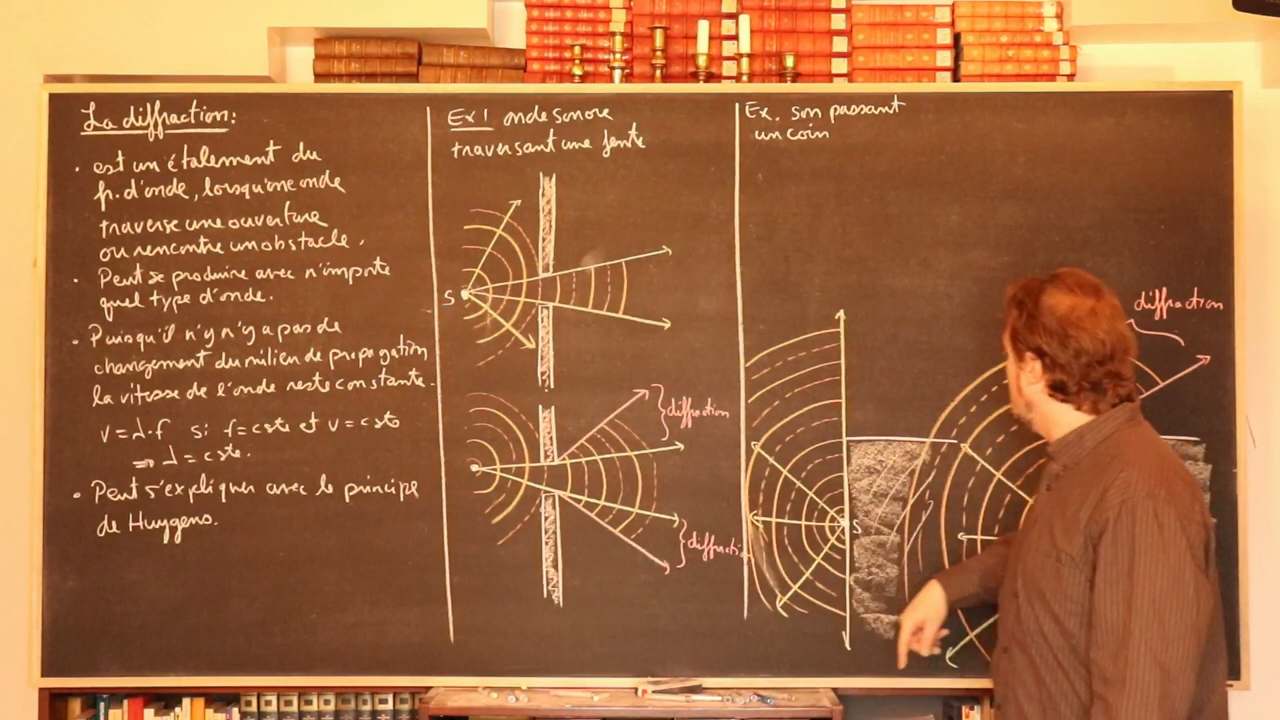 La diffraction:
• est un étalement du
fr. d'onde, lorsqu'une onde
traverse une ouverture
ou rencontre un obstacle.
• Peut se produire avec n'importe
quel type d'onde.
• Puisqu'il n'y n'y a pas de
changement du milieu de propagation
la vitesse de l'onde reste constante.
v = λ·f si f = cste et v = cste
⇒ λ = cste.
• Peut s'expliquer avec le principe
de Huygens.
Ex 1 onde sonore
traversant une fente
S
}diffraction
}diffraction
Ex. son passant
un coin
S
diffraction